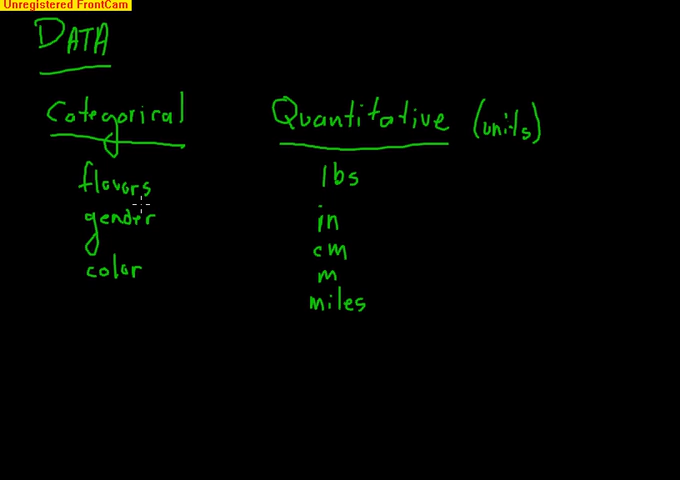 Unregistered FrontCam
DATA
Categorical Quantitative (units)
flavors lbs
gender in
cm
color m
miles